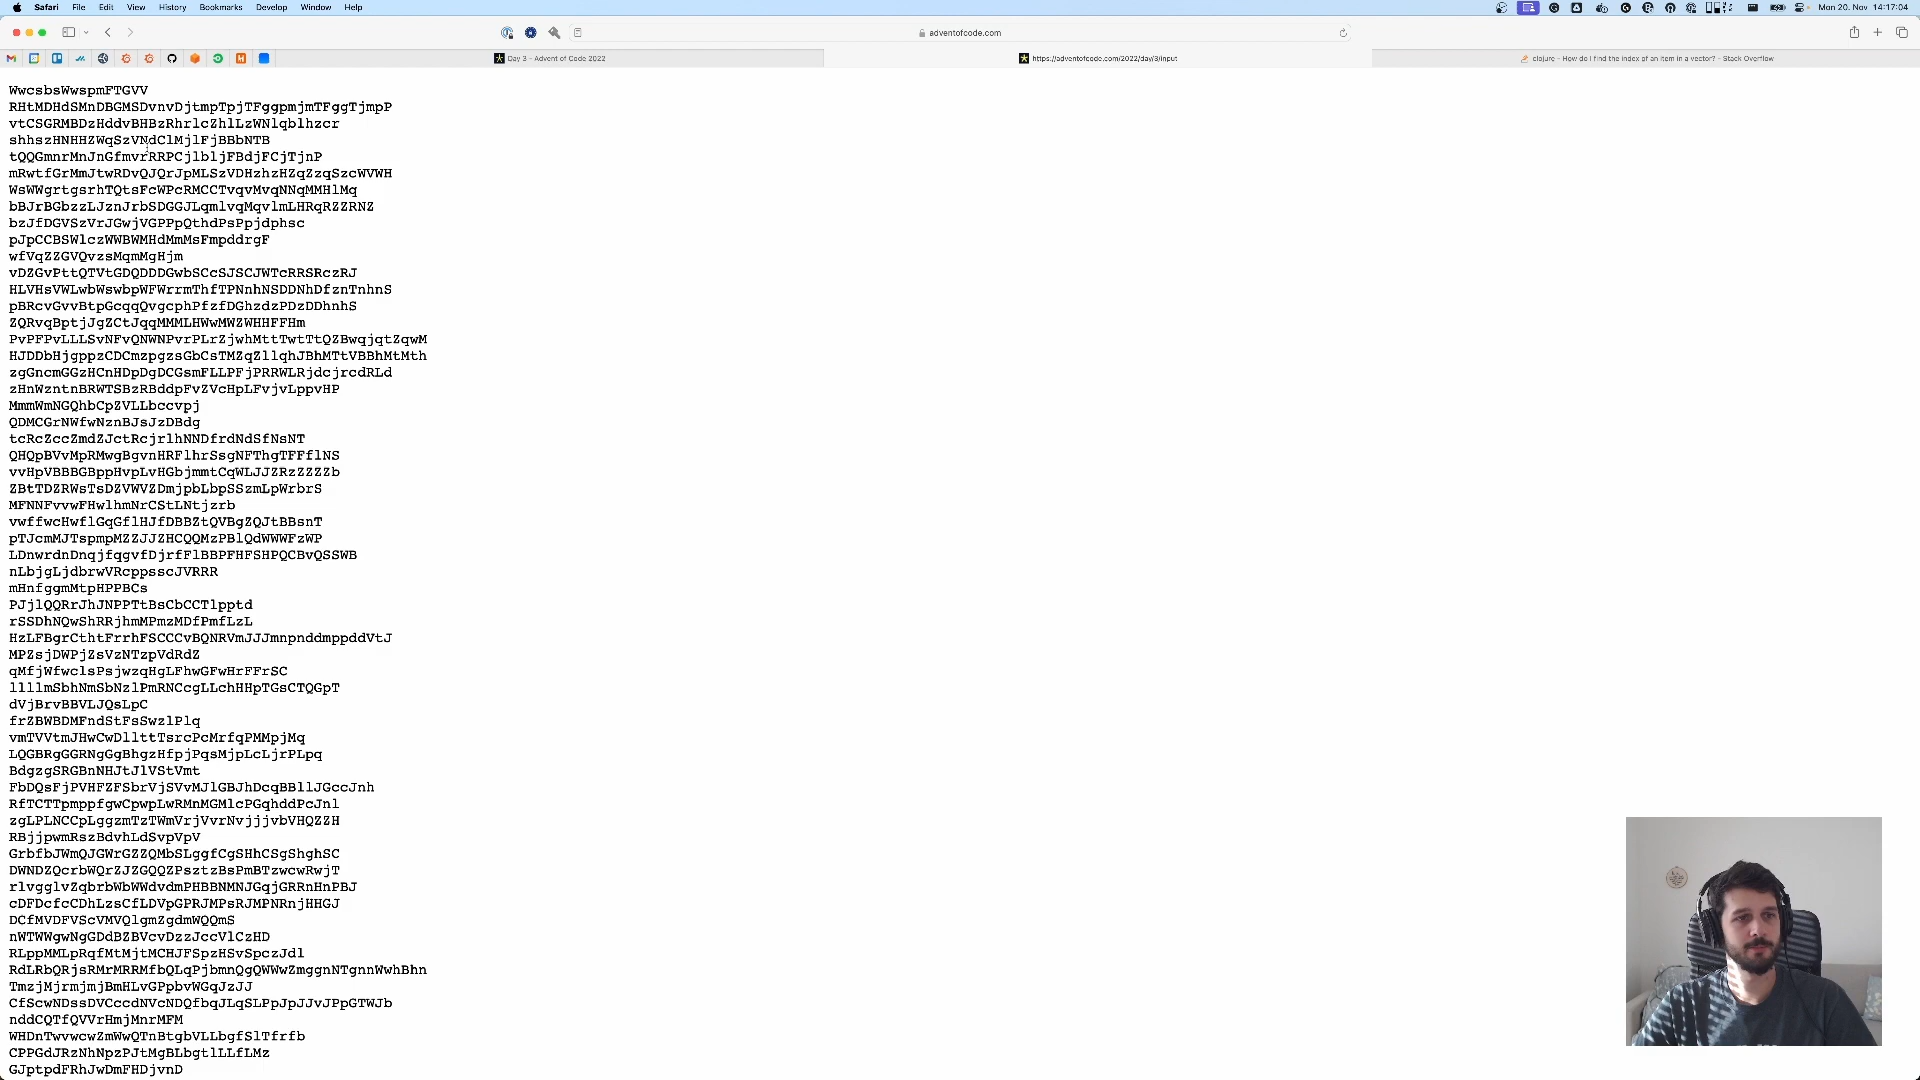 Safari File Edit View History Bookmarks Develop Window Help
Mon 20. Nov 14:17:04
adventofcode.com
Day 3 - Advent of Code 2022
https://adventofcode.com/2022/day/3/input
clojure - How do I find the index of an item in a vector? - Stack Overflow
WwcsbsWwspmFTGVV
RHtMDHdSMnDBGMSDvnvDjtmpTpjTFggpmjmTFggTjmpP
vtCSGRMBDzHddvBHBzRhrlcZhlLzWNlqblhzcr
shhszHNHHZWqSzVNdClMjlFjBBbNTB
tQQGmnrMnJnGfmvrRRPCjlbljFBdjFCjTjnP
mRwtfGrMmJtwRDvQJQrJpMLSzVDHzhzHZqZzqSzcWVWH
WsWWgrtgsrhTQtsFcWPcRMCCTvqvMvqNNqMMHlMq
bBJrBGbzzLJznJrbSDGGJLqmlvqMqvlmLHRqRZZRNZ
bzJfDGVSzVrJGwjVGPPpQthdPsPpjdphsc
pJpCCBSWlczWWBWMHdMmMsFmpddrgF
wfVqZZGVQvzsMqmMgHjm
vDZGvPttQTVtGDQDDDGwbSCcSJSCJWTcRRSRczRJ
HLVHsVWLwbWswbpWFWrrmThfTPNnhNSDDNhDfznTnhnS
pBRcvGvvBtpGcqqQvgcphPfzfDGhzdzPDzDDhnhS
ZQRvqBptjJgZCtJqqMMMLHWwMWZWHHFFHm
PvPFPvLLLSvNFvQNWNPvrPLrZjwhMttTwtTtQZBwqjqtZqwM
HJDDbHjgppzCDCmzpgzsGbCsTMZqZllqhJBhMTtVBBhMtMth
zgGncmGGzHCnHDpDgDCGsmFLLPFjPRRWLRjdcjrcdRLd
zHnWzntnBRWTSBzRBddpFvZVcHpLFvjvLppvHP
MmmWmNGQhbCpZVLLbccvpj
QDMCGrNWfwNznBJsJzDBdg
tcRcZccZmdZJctRcjrlhNNDfrdNdSfNsNT
QHQpBVvMpRMwgBgvnHRFlhrSsgNFThgTFFflNS
vvHpVBBBGBppHvpLvHGbjmmtCqWLJJZRzZZZZb
ZBtTDZRWsTsDZVWVZDmjpbLbpSSzmLpWrbrS
MFNNFvvwFHwlhmNrCStLNtjzrb
vwffwcHwflGqGflHJfDBBZtQVBgZQJtBBsnT
pTJcmMJTspmpMZZJJZHCQQMzPBlQdWWWFzWP
LDnwrdnDnqjfqgvfDjrfFlBBPFHFSHPQCBvQSSWB
nLbjgLjdbrwVRcppsscJVRRR
mHnfggmMtpHPPBCs
PJjlQQRrJhJNPPTtBsCbCCTlpptd
rSSDhNQwShRRjhmMPmzMDfPmfLzL
HzLFBgrCthtFrrhFSCCCvBQNRVmJJJmnpnddmppddVtJ
MPZsjDWPjZsVzNTzpVdRdZ
qMfjWfwclsPsjwzqHgLFhwGFwHrFFrSC
llllmSbhNmSbNzlPmRNCcgLLchHHpTGsCTQGpT
dVjBrvBBVLJQsLpC
frZBWBDMFndStFsSwzlPlq
vmTVVtmJHwCwDllttTsrcPcMrfqPMMpjMq
LQGBRgGGRNgGgBhgzHfpjPqsMjpLcLjrPLpq
BdgzgSRGBnNHJtJlVStVmt
FbDQsFjPVHFZFSbrVjSVvMJlGBJhDcqBBllJGccJnh
RfTCTTpmppfgwCpwpLwRMnMGMlcPGqhddPcJnl
zgLPLNCCpLggzmTzTWmVrjVvrNvjjjvbVHQZZH
RBjjpwmRszBdvhLdSvpVpV
GrbfbJWmQJGWrGZZQMbSLggfCgSHhCSgShghSC
DWNDZQcrbWQrZJZGQQZPsztzBsPmBTzwcwRwjT
rlvgglvZqbrbWbWWdvdmPHBBNMNJGqjGRRnHnPBJ
cDFDcfcCDhLzsCfLDVpGPRJMPsRJMPNRnjHHGJ
DCfMVDFVScVMVQlgmZgdmWQQmS
nWTWWgwNgGDdBZBVcvDzzJccVlCzHD
RLppMMLpRqfMtMjtMCHJFSpzHSvSpczJdl
RdLRbQRjsRMrMRRMfbQLqPjbmnQgQWWwZmggnNTgnnWwhBhn
TmzjMjrmjmjBmHLvGPpbvWGqJzJJ
CfScwNDssDVCccdNVcNDQfbqJLqSLPpJpJJvJPpGTWJb
nddCQTfQVVrHmjMnrMFM
WHDnTwvwcwZmWwQTnBtgbVLLbgfSlTfrfb
CPPGdJRzNhNpzPJtMgBLbgtlLLfLMz
GJptpdFRhJwDmFHDjvnD